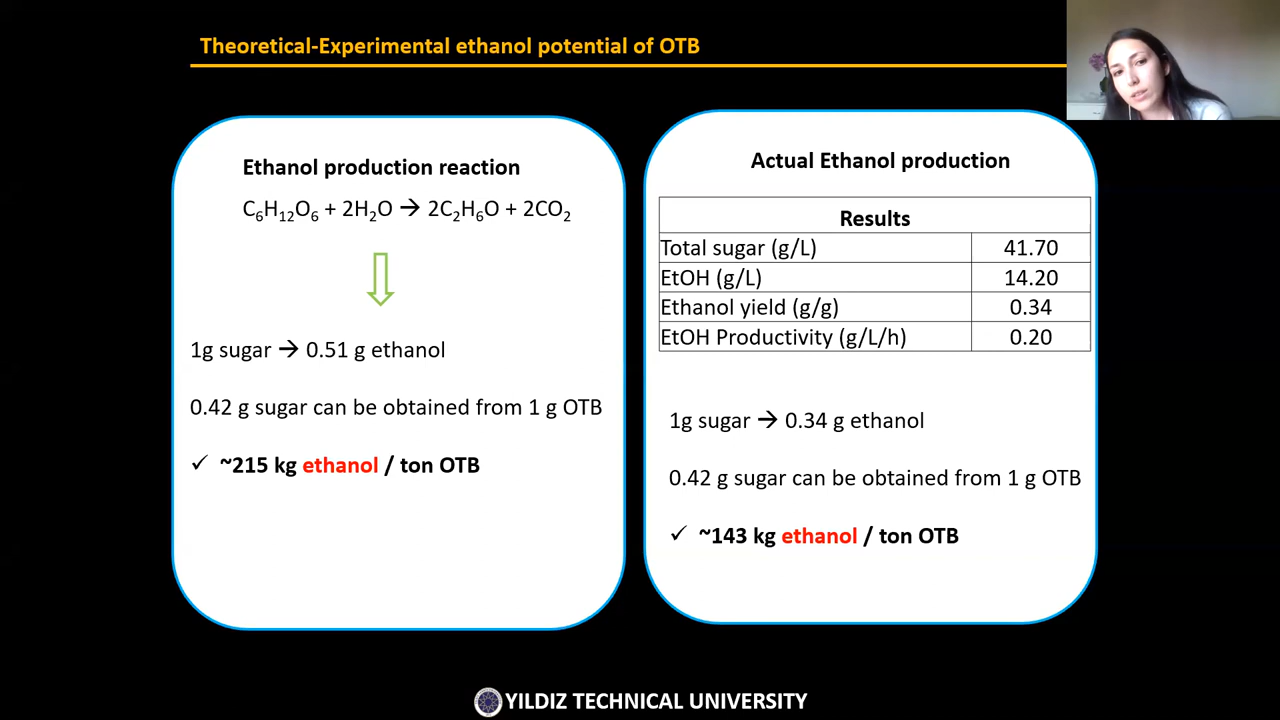 Theoretical-Experimental ethanol potential of OTB
Ethanol production reaction
C₆H₁₂O₆ + 2H₂O → 2C₂H₆O + 2CO₂
1g sugar → 0.51 g ethanol
0.42 g sugar can be obtained from 1 g OTB
✓ ~215 kg ethanol / ton OTB
Actual Ethanol production
Results
Total sugar (g/L) 41.70
EtOH (g/L) 14.20
Ethanol yield (g/g) 0.34
EtOH Productivity (g/L/h) 0.20
1g sugar → 0.34 g ethanol
0.42 g sugar can be obtained from 1 g OTB
✓ ~143 kg ethanol / ton OTB
YILDIZ TECHNICAL UNIVERSITY